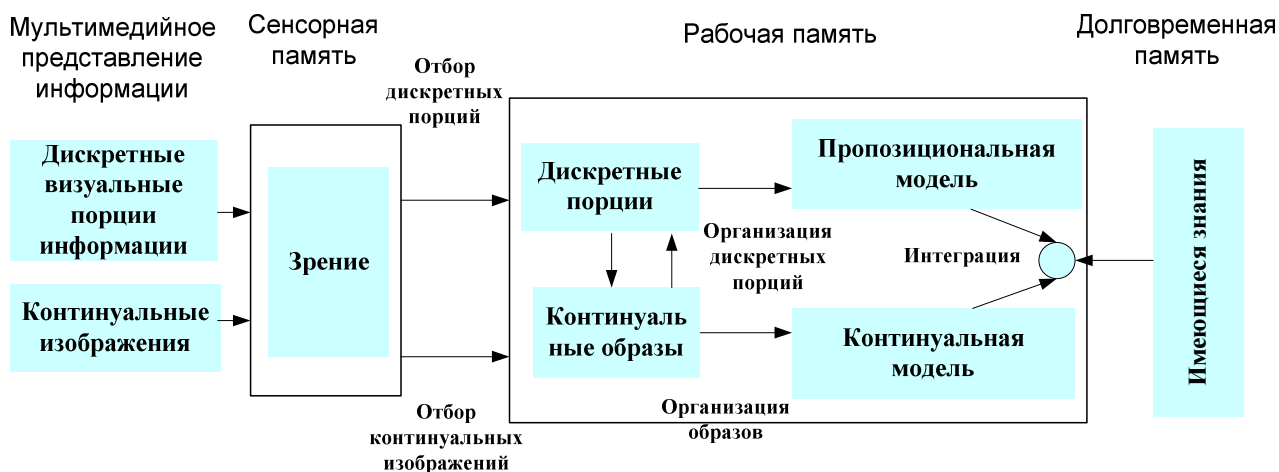 Мультимедийное
представление
информации
Сенсорная
память
Рабочая память
Долговременная
память
Отбор
дискретных
порций
Дискретные
визуальные
порции
информации
Континуальные
изображения
Зрение
Отбор
континуальных
изображений
Дискретные
порции
Организация
дискретных
порций
Континуаль
ные образы
Организация
образов
Пропозициональная
модель
Интеграция
Континуальная
модель
Имеющиеся знания